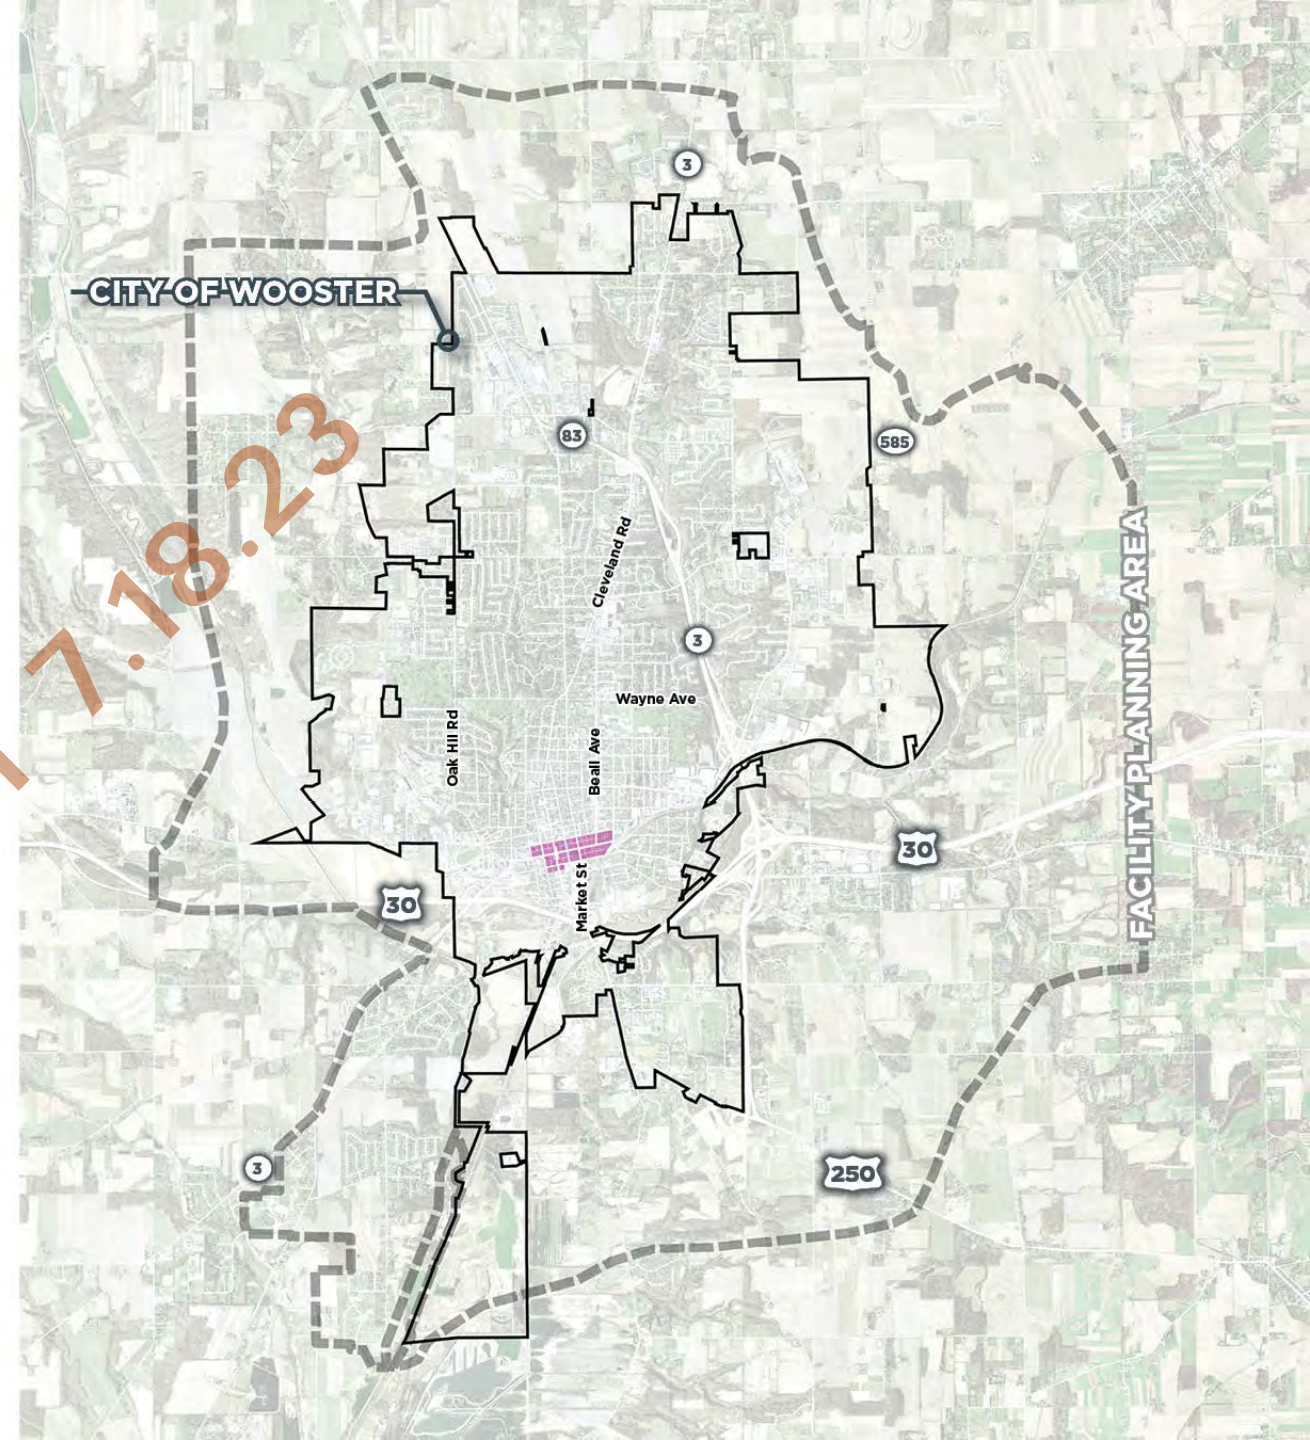 3
CITY OF WOOSTER
83
585
7.18.23
Cleveland Rd
3
Wayne Ave
Oak Hll Rd
Beall Ave
FACILITY PLANNING AREA
30
Market St
30
3
250